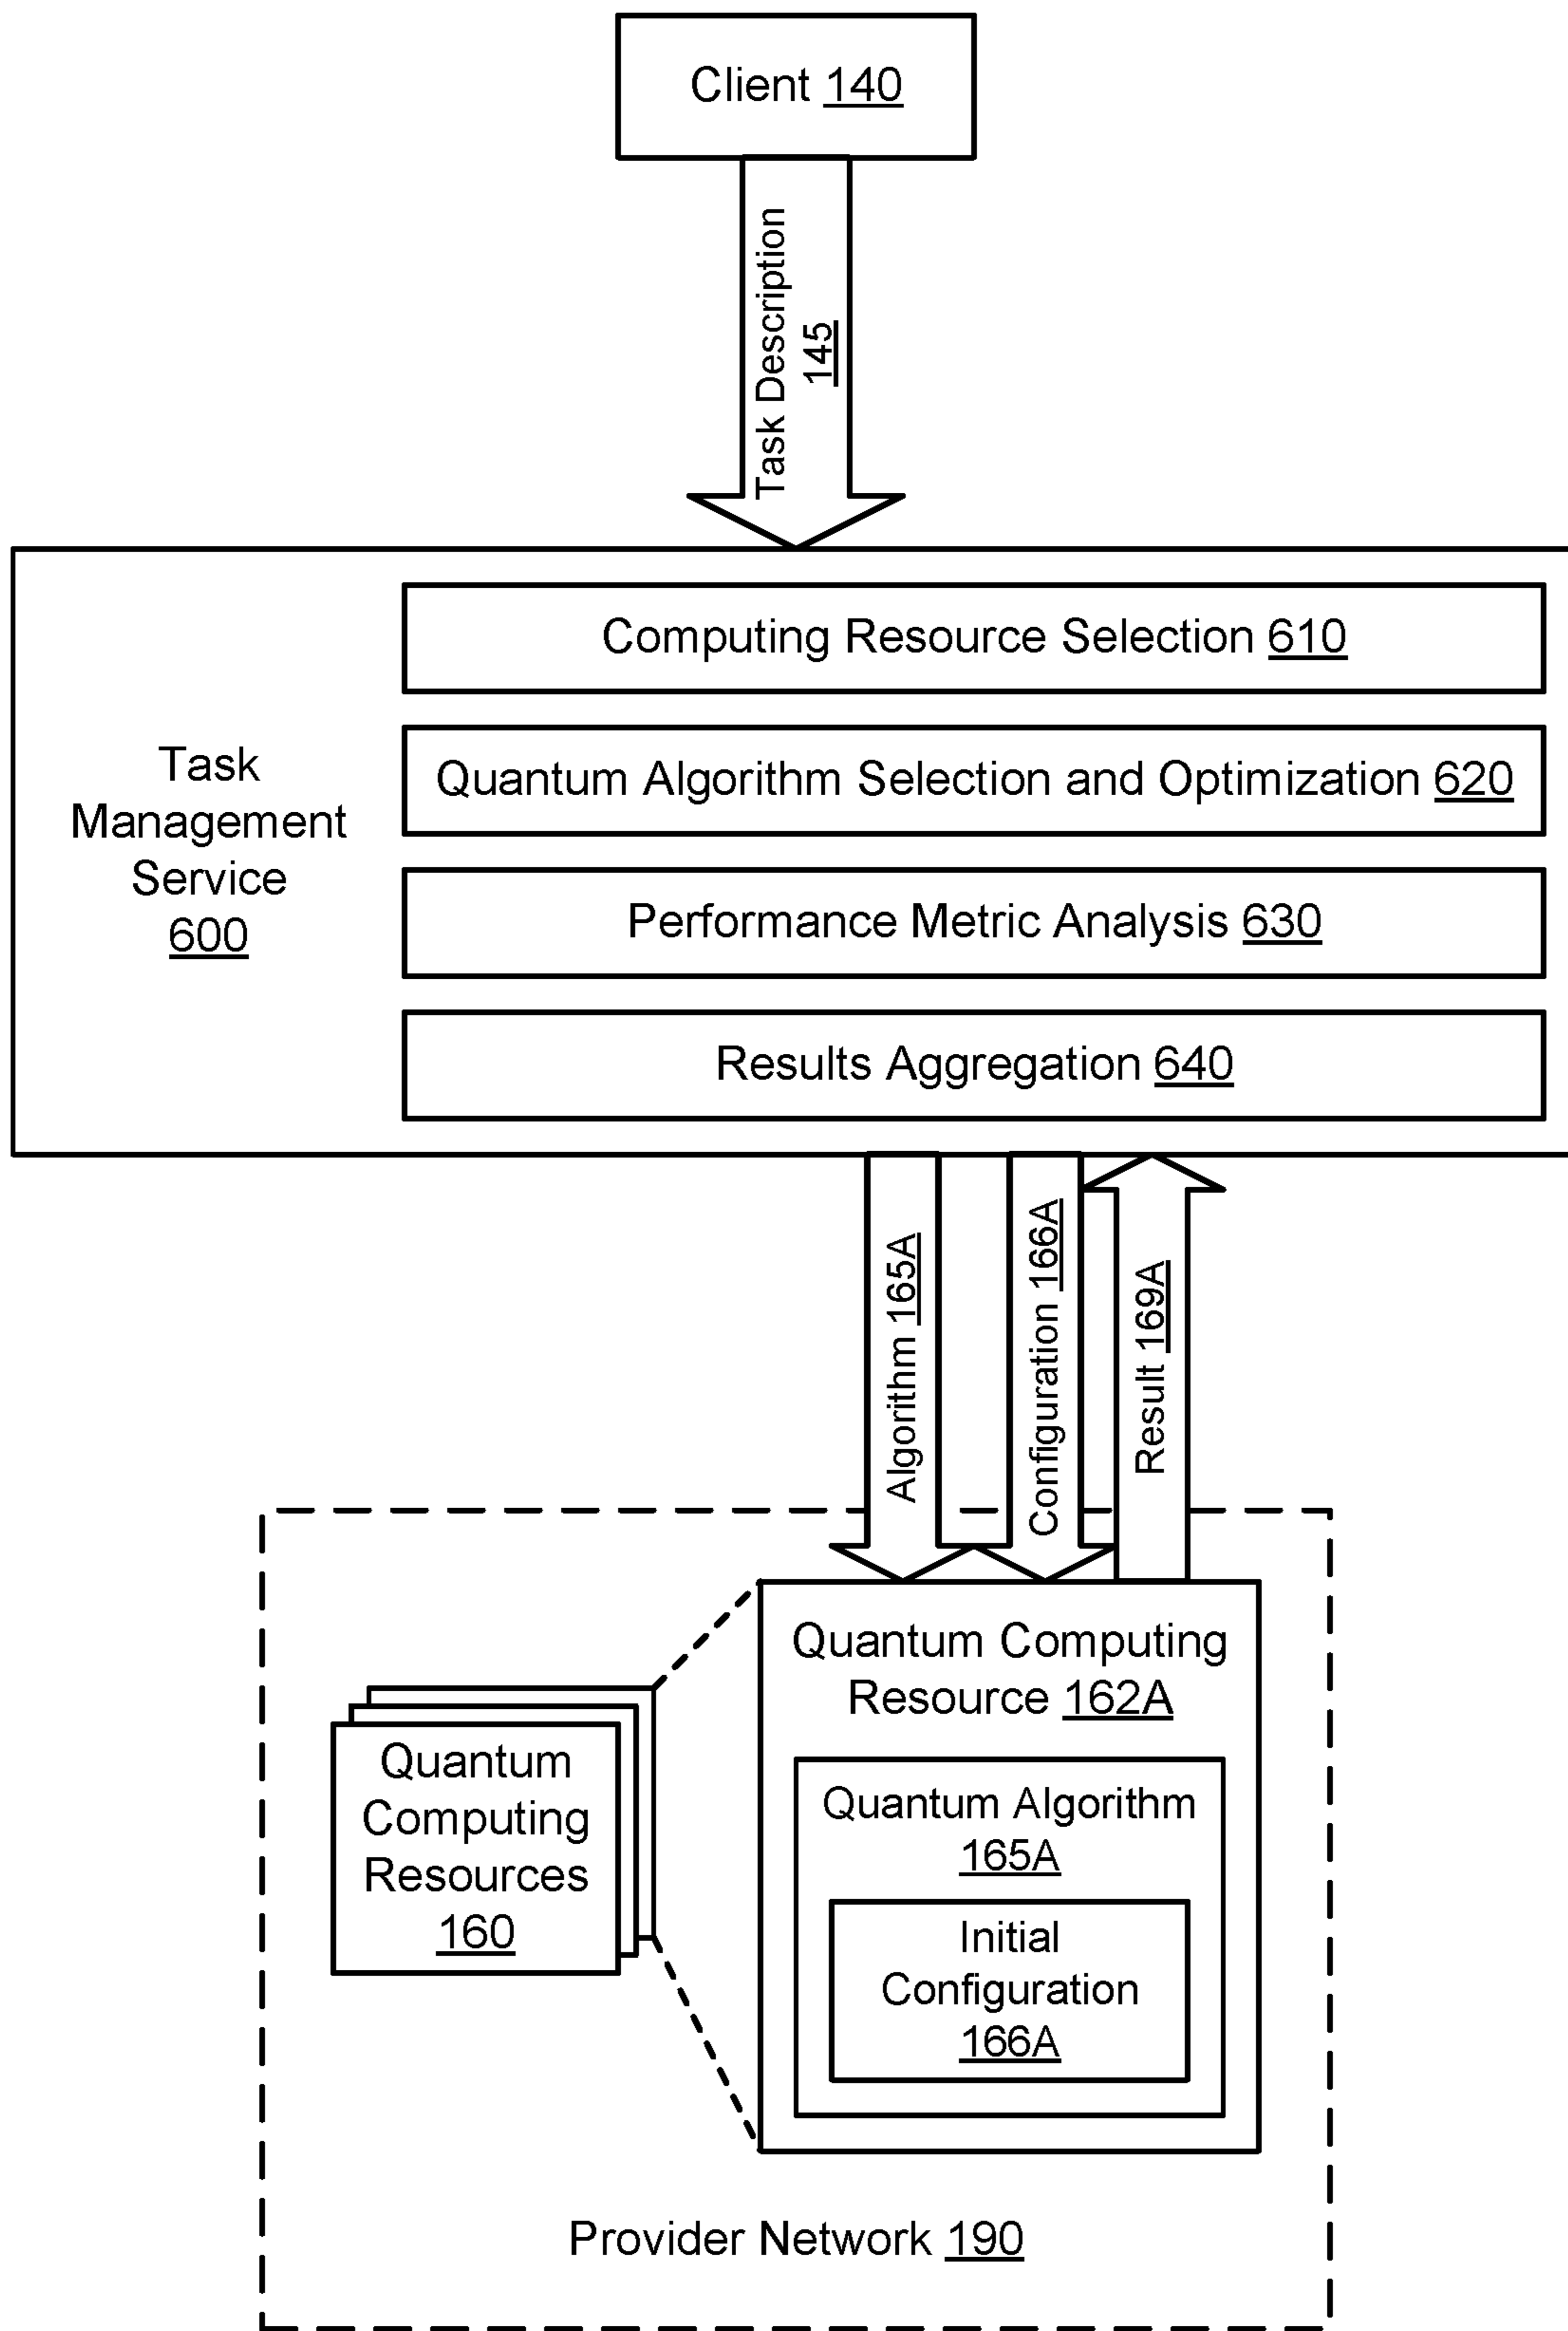 Client 140
Task Description
145
Task
Management
Service
600
Computing Resource Selection 610
Quantum Algorithm Selection and Optimization 620
Performance Metric Analysis 630
Results Aggregation 640
Algorithm 165A
Configuration 166A
Result 169A
Quantum
Computing
Resources
160
Quantum Computing
Resource 162A
Quantum Algorithm
165A
Initial
Configuration
166A
Provider Network 190